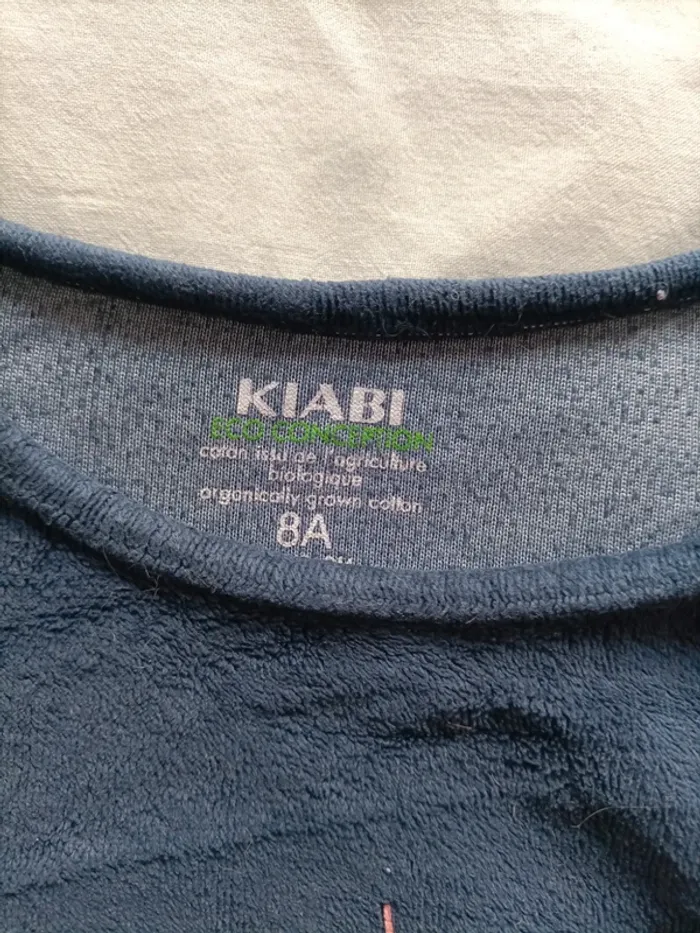 KIABI
ECO CONCEPTION
coton issu de l'agriculture
biologique
organically grown cotton
8A